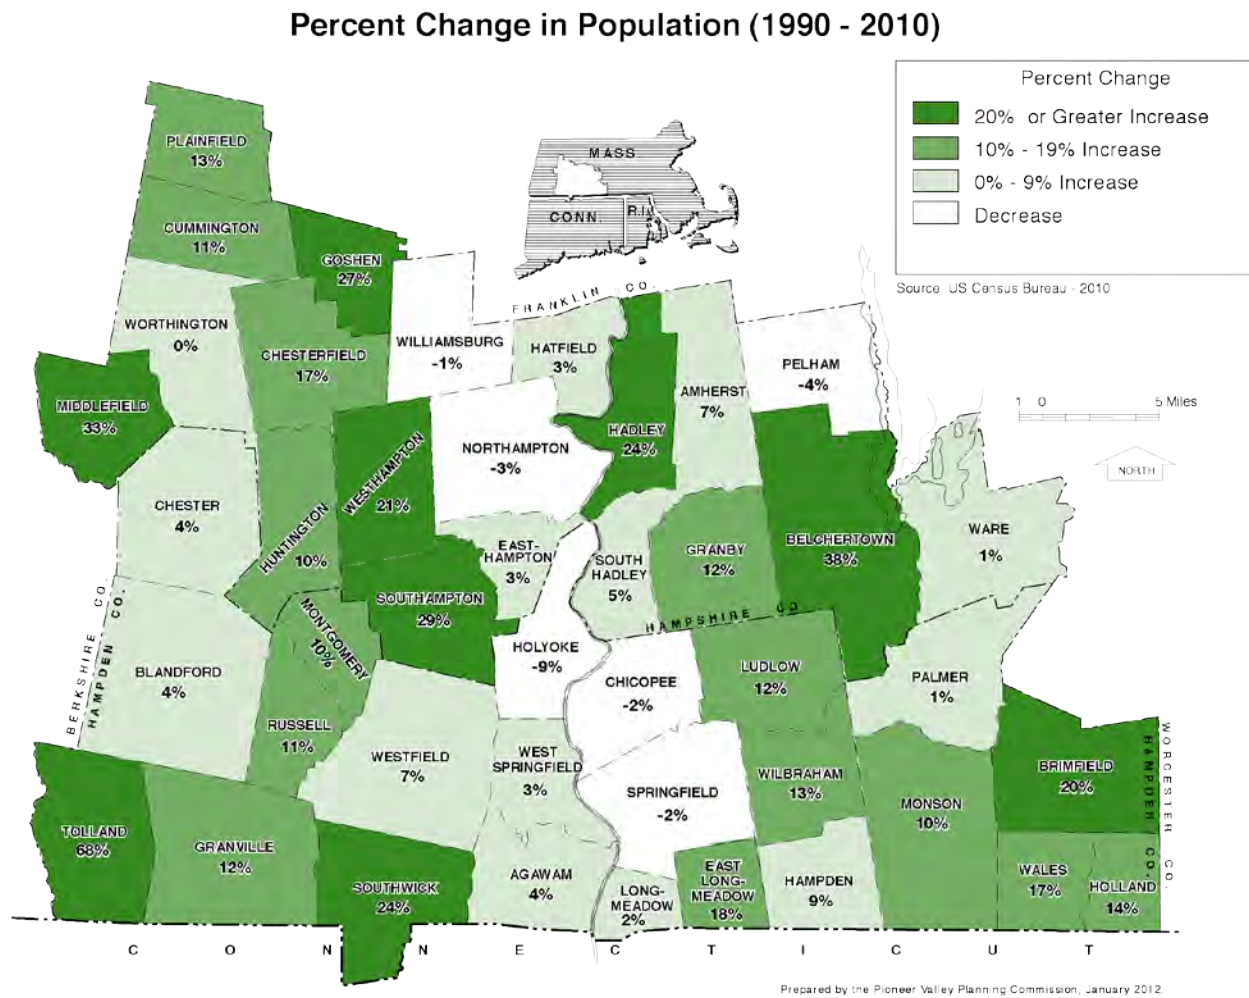 Percent Change in Population (1990 - 2010)
Percent Change
20% or Greater Increase
10% - 19% Increase
0% - 9% Increase
Decrease
Source: US Census Bureau - 2010
MASS.
CONN.
R.I.
1 0 5 Miles
NORTH
FRANKLIN CO.
PLAINFIELD
13%
CUMMINGTON
11%
GOSHEN
27%
WORTHINGTON
0%
CHESTERFIELD
17%
WILLIAMSBURG
-1%
HATFIELD
3%
HADLEY
24%
AMHERST
7%
PELHAM
-4%
MIDDLEFIELD
33%
CHESTER
4%
HUNTINGTON
10%
WESTHAMPTON
21%
NORTHAMPTON
-3%
EAST-
HAMPTON
3%
SOUTH
HADLEY
5%
GRANBY
12%
BELCHERTOWN
38%
WARE
1%
SOUTHAMPTON
29%
HAMPSHIRE CO.
BERKSHIRE CO.
HAMPDEN CO.
BLANDFORD
4%
MONTGOMERY
10%
RUSSELL
11%
HOLYOKE
-9%
CHICOPEE
-2%
LUDLOW
12%
PALMER
1%
WESTFIELD
7%
WEST
SPRINGFIELD
3%
SPRINGFIELD
-2%
WILBRAHAM
13%
MONSON
10%
BRIMFIELD
20%
HAMPDEN CO.
WORCESTER CO.
TOLLAND
68%
GRANVILLE
12%
SOUTHWICK
24%
AGAWAM
4%
LONG-
MEADOW
2%
EAST
LONG-
MEADOW
18%
HAMPDEN
9%
WALES
17%
HOLLAND
14%
CONNECTICUT
Prepared by the Pioneer Valley Planning Commission, January 2012.